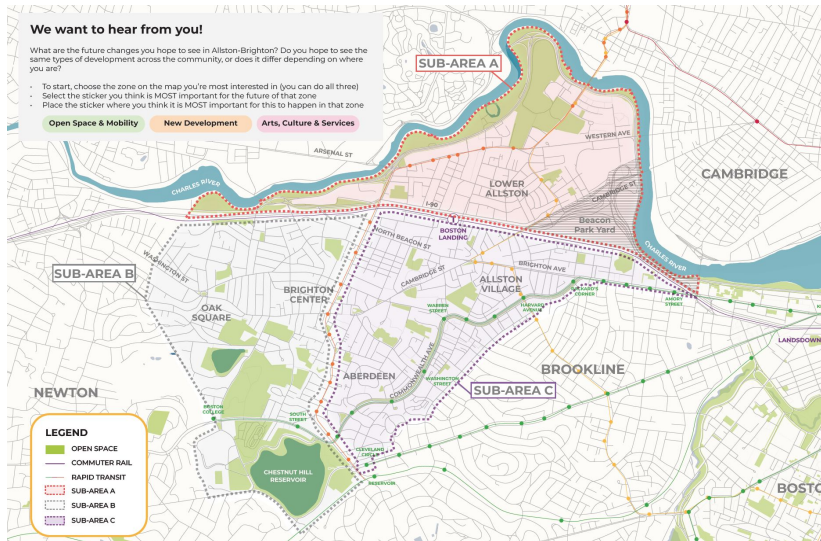 We want to hear from you!
What are the future changes you hope to see in Allston-Brighton? Do you hope to see the
same types of development across the community, or does it differ depending on where
you are?
• To start, choose the zone on the map you're most interested in (you can do all three)
• Select the sticker you think is MOST important for the future of that zone
• Place the sticker where you think it is MOST important for this to happen in that zone
Open Space & Mobility
New Development
Arts, Culture & Services
SUB-AREA A
ARSENAL ST
WESTERN AVE
CAMBRIDGE
LOWER
ALLSTON
CAMBRIDGE ST
CHARLES RIVER
I-90
Beacon
Park Yard
BOSTON
LANDING
NORTH BEACON ST
CHARLES RIVER
WASHINGTON ST
SUB-AREA B
CAMBRIDGE ST
BRIGHTON AVE
ALLSTON
VILLAGE
BRIGHTON
CENTER
OAK
SQUARE
WARREN
STREET
HARVARD
AVENUE
PACKARD'S
CORNER
AMORY
STREET
LANDSDOWN
COMMONWEALTH AVE
ABERDEEN
WASHINGTON
STREET
BROOKLINE
SUB-AREA C
NEWTON
BOSTON
COLLEGE
SOUTH
STREET
CLEVELAND
CIRCLE
RESERVOIR
CHESTNUT HILL
RESERVOIR
BOSTO
LEGEND
OPEN SPACE
COMMUTER RAIL
RAPID TRANSIT
SUB-AREA A
SUB-AREA B
SUB-AREA C